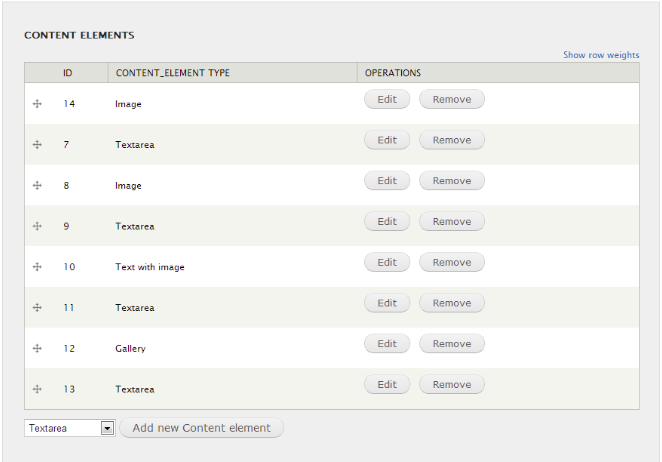 CONTENT ELEMENTS
Show row weights
ID CONTENT_ELEMENT TYPE OPERATIONS
14 Image Edit Remove
7 Textarea Edit Remove
8 Image Edit Remove
9 Textarea Edit Remove
10 Text with image Edit Remove
11 Textarea Edit Remove
12 Gallery Edit Remove
13 Textarea Edit Remove
Textarea Add new Content element